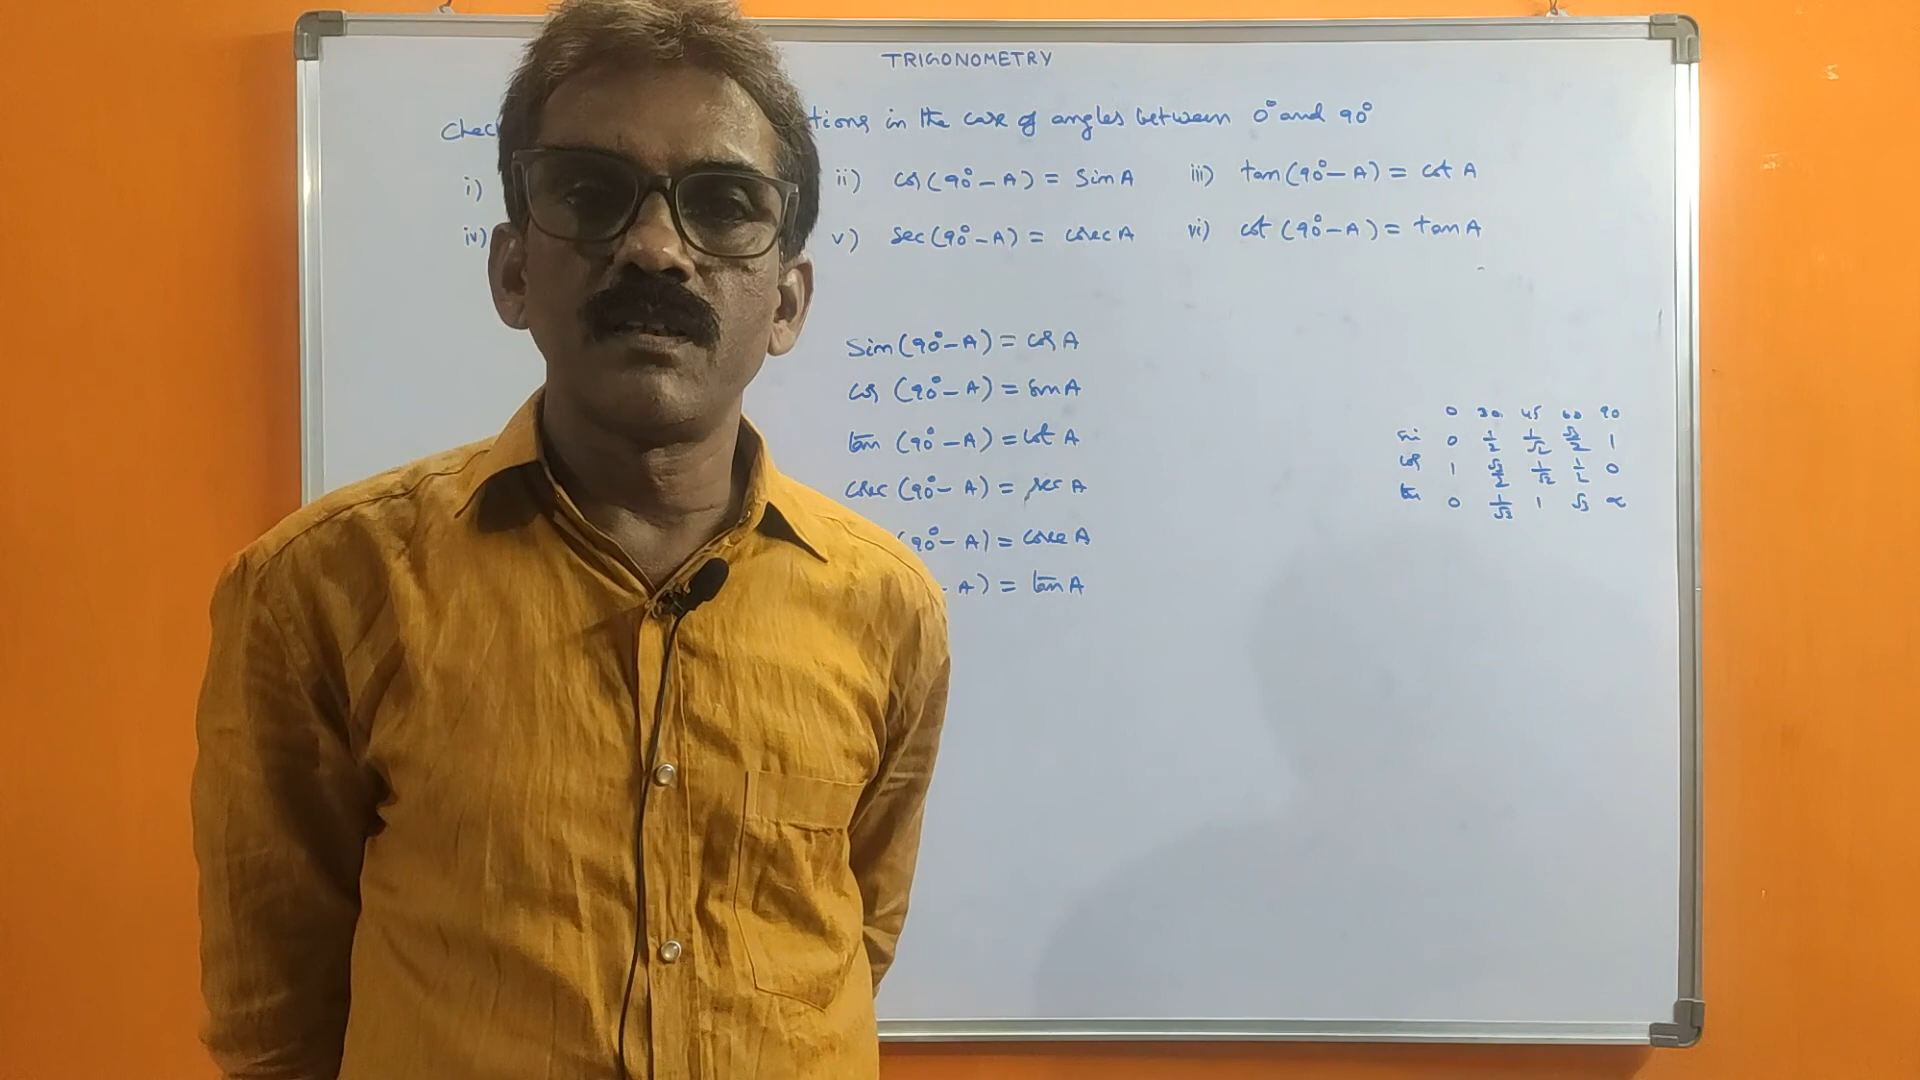 TRIGONOMETRY
Chec tions in the case of angles between 0° and 90°
i) ii) cos(90°-A) = Sin A iii) tan(90°-A) = cot A
iv) v) sec(90°-A) = cosec A vi) cot(90°-A) = tan A
Sin(90°-A) = cos A
cos (90°-A) = sin A
tan (90°-A) = cot A
cosec (90°-A) = sec A
(90°-A) = cosec A
- A) = tan A
0 30 45 60 90
sin 0 1/2 1/√2 √3/2 1
cos 1 √3/2 1/√2 1/2 0
tan 0 1/√3 1 √3 ∝